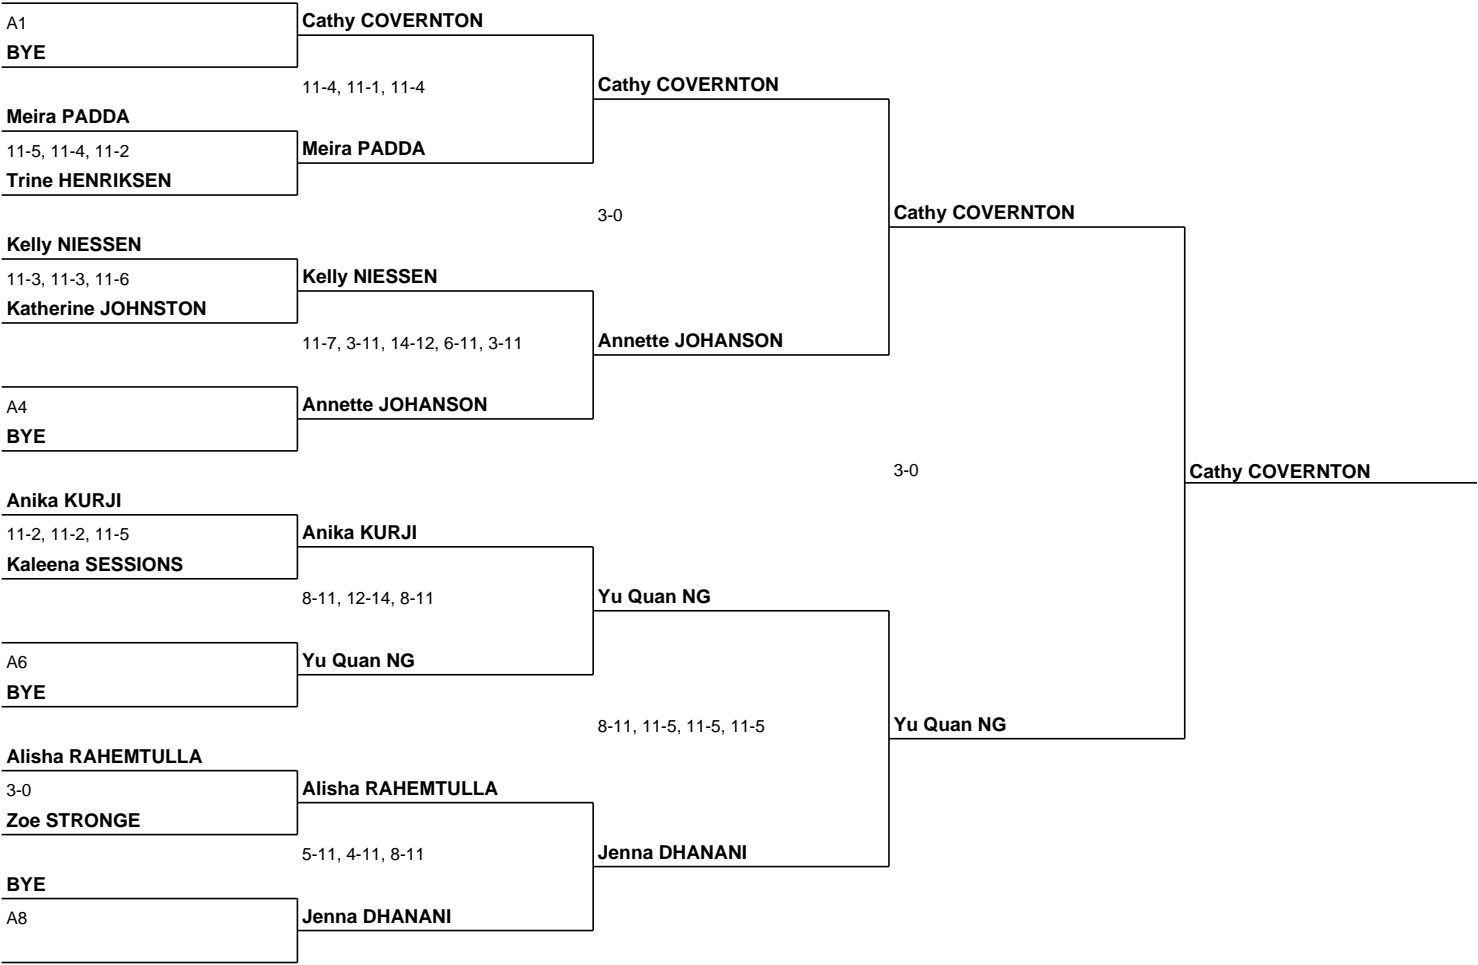 A1
BYE
Cathy COVERNTON
11-4, 11-1, 11-4
Cathy COVERNTON
Meira PADDA
11-5, 11-4, 11-2
Trine HENRIKSEN
Meira PADDA
3-0
Cathy COVERNTON
Kelly NIESSEN
11-3, 11-3, 11-6
Katherine JOHNSTON
Kelly NIESSEN
11-7, 3-11, 14-12, 6-11, 3-11
Annette JOHANSON
A4
BYE
Annette JOHANSON
3-0
Cathy COVERNTON
Anika KURJI
11-2, 11-2, 11-5
Kaleena SESSIONS
Anika KURJI
8-11, 12-14, 8-11
Yu Quan NG
A6
BYE
Yu Quan NG
8-11, 11-5, 11-5, 11-5
Yu Quan NG
Alisha RAHEMTULLA
3-0
Zoe STRONGE
Alisha RAHEMTULLA
5-11, 4-11, 8-11
Jenna DHANANI
BYE
A8
Jenna DHANANI